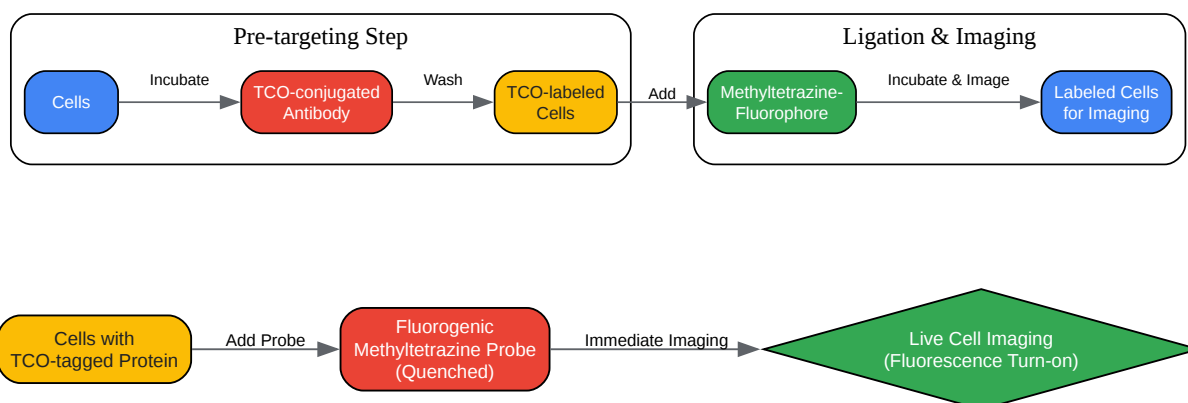 Pre-targeting Step
Ligation & Imaging
Cells
Incubate
TCO-conjugated
Antibody
Wash
TCO-labeled
Cells
Add
Methyltetrazine-
Fluorophore
Incubate & Image
Labeled Cells
for Imaging
Cells with
TCO-tagged Protein
Add Probe
Fluorogenic
Methyltetrazine Probe
(Quenched)
Immediate Imaging
Live Cell Imaging
(Fluorescence Turn-on)